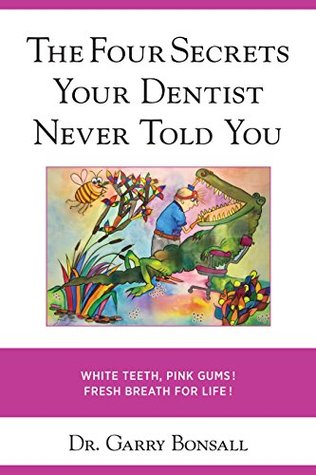 The Four Secrets
Your Dentist
Never Told You
WHITE TEETH, PINK GUMS!
FRESH BREATH FOR LIFE!
Dr. Garry Bonsall